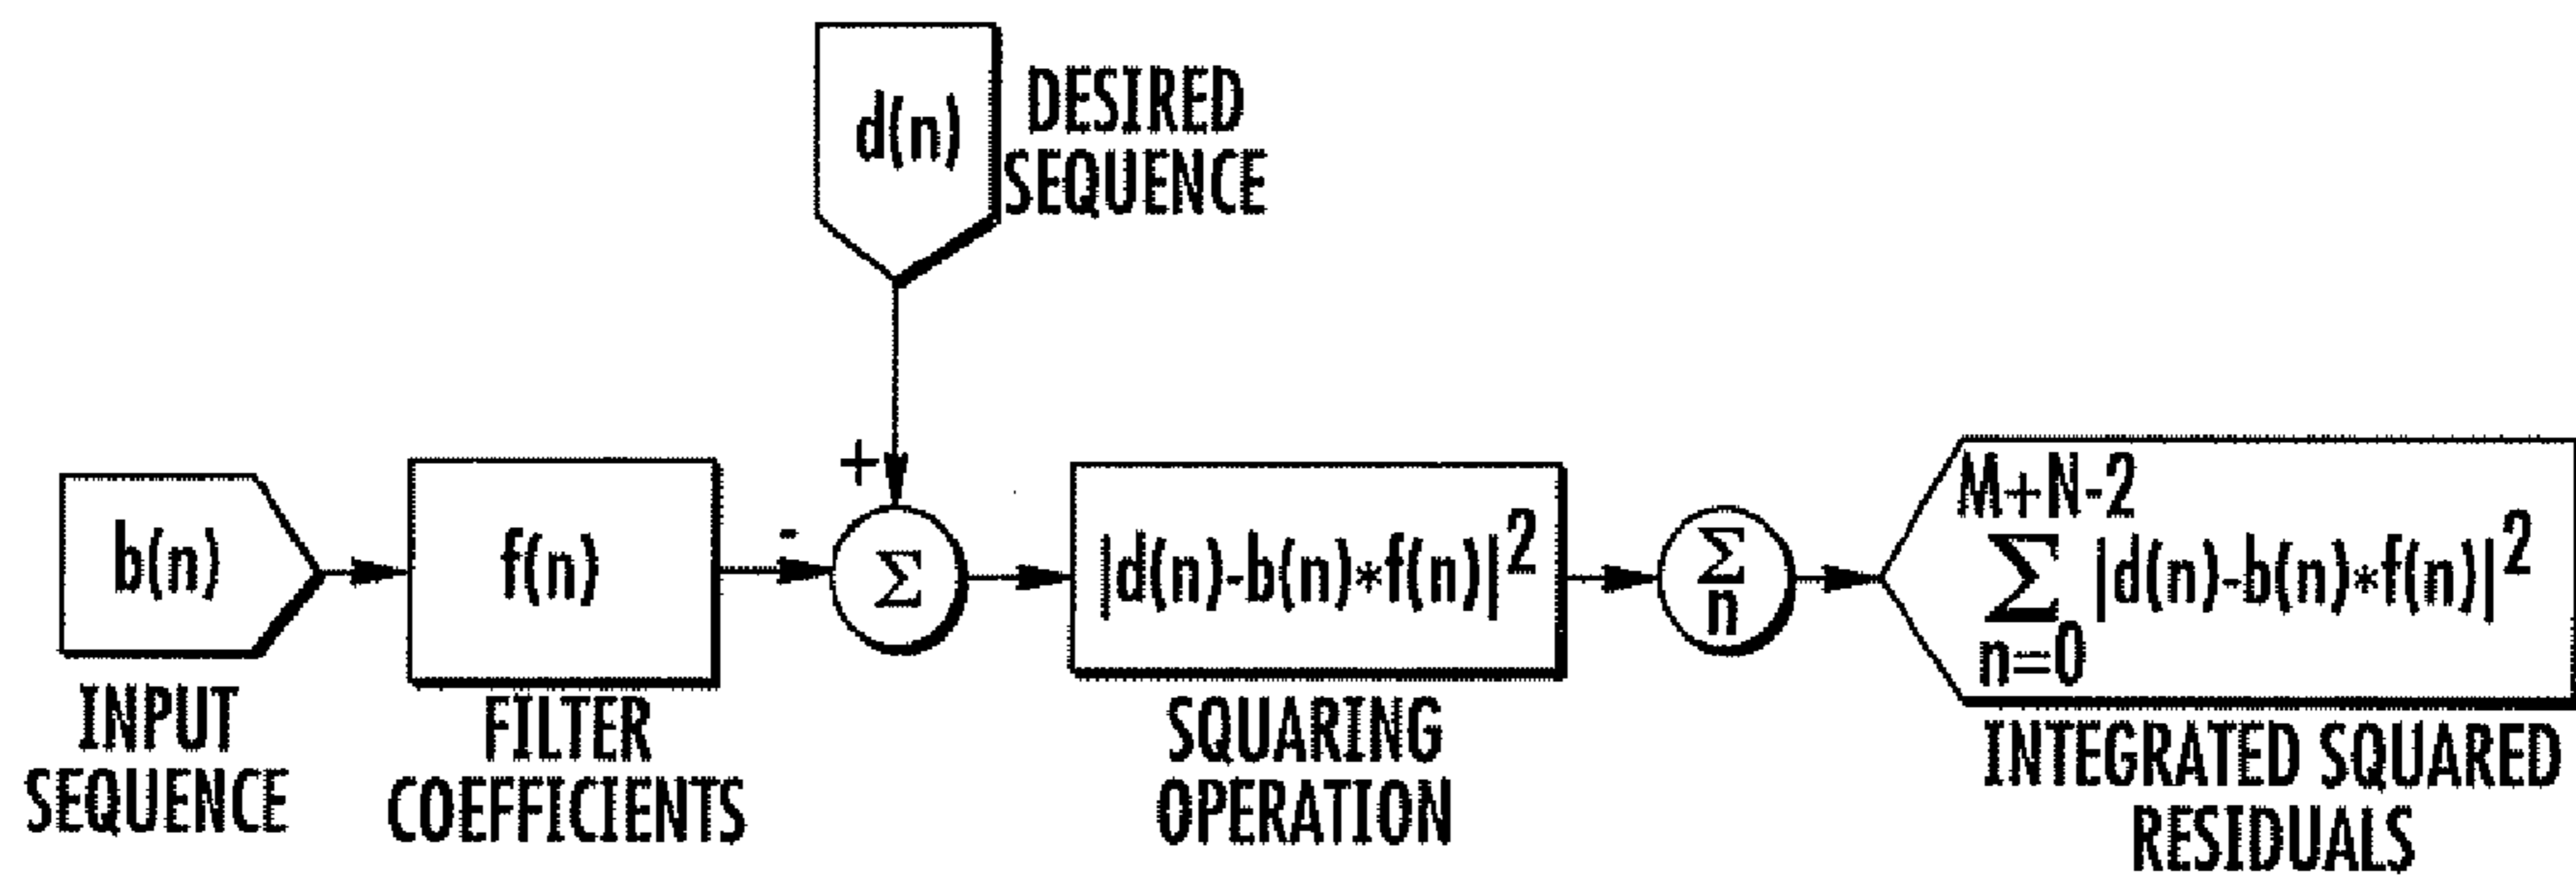 d(n)
DESIRED
SEQUENCE
b(n)
INPUT
SEQUENCE
f(n)
FILTER
COEFFICIENTS
+
-
Σ
|d(n)-b(n)*f(n)|²
SQUARING
OPERATION
Σ
n
M+N-2
Σ |d(n)-b(n)*f(n)|²
n=0
INTEGRATED SQUARED
RESIDUALS